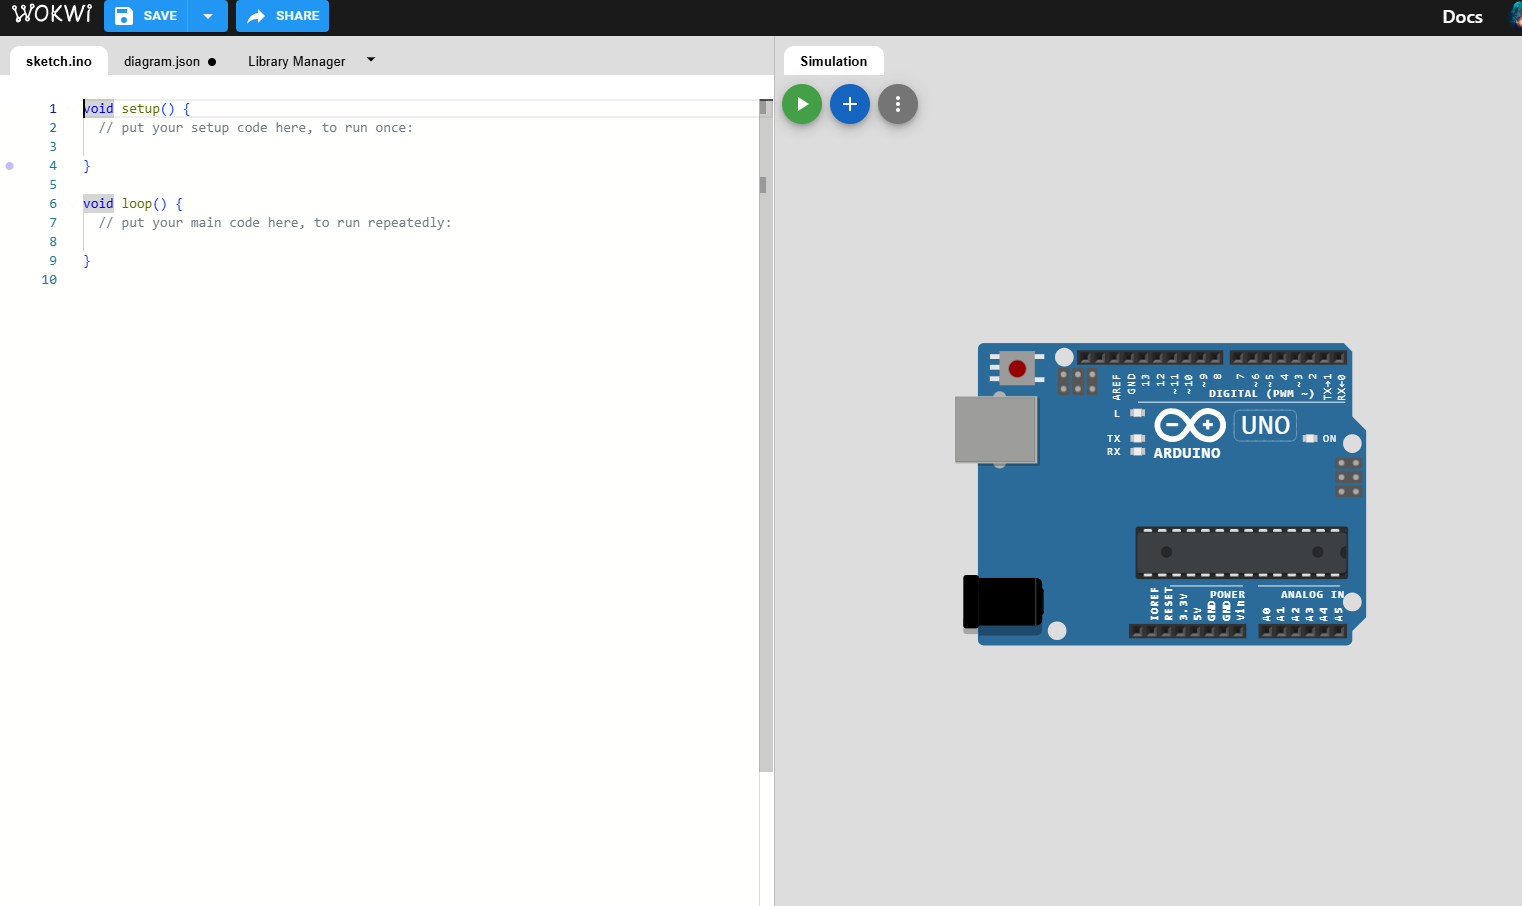 WOKWi SAVE SHARE Docs
sketch.ino diagram.json Library Manager Simulation
1 void setup() {
2 // put your setup code here, to run once:
3
4 }
5
6 void loop() {
7 // put your main code here, to run repeatedly:
8
9 }
10
AREF GND 13 12 ~11 ~10 ~9 8 7 ~6 ~5 4 ~3 2 TX→1 RX←0
DIGITAL (PWM ~)
L
UNO
TX ON
RX ARDUINO
POWER ANALOG IN
IOREF RESET 3.3V 5V GND GND Vin A0 A1 A2 A3 A4 A5